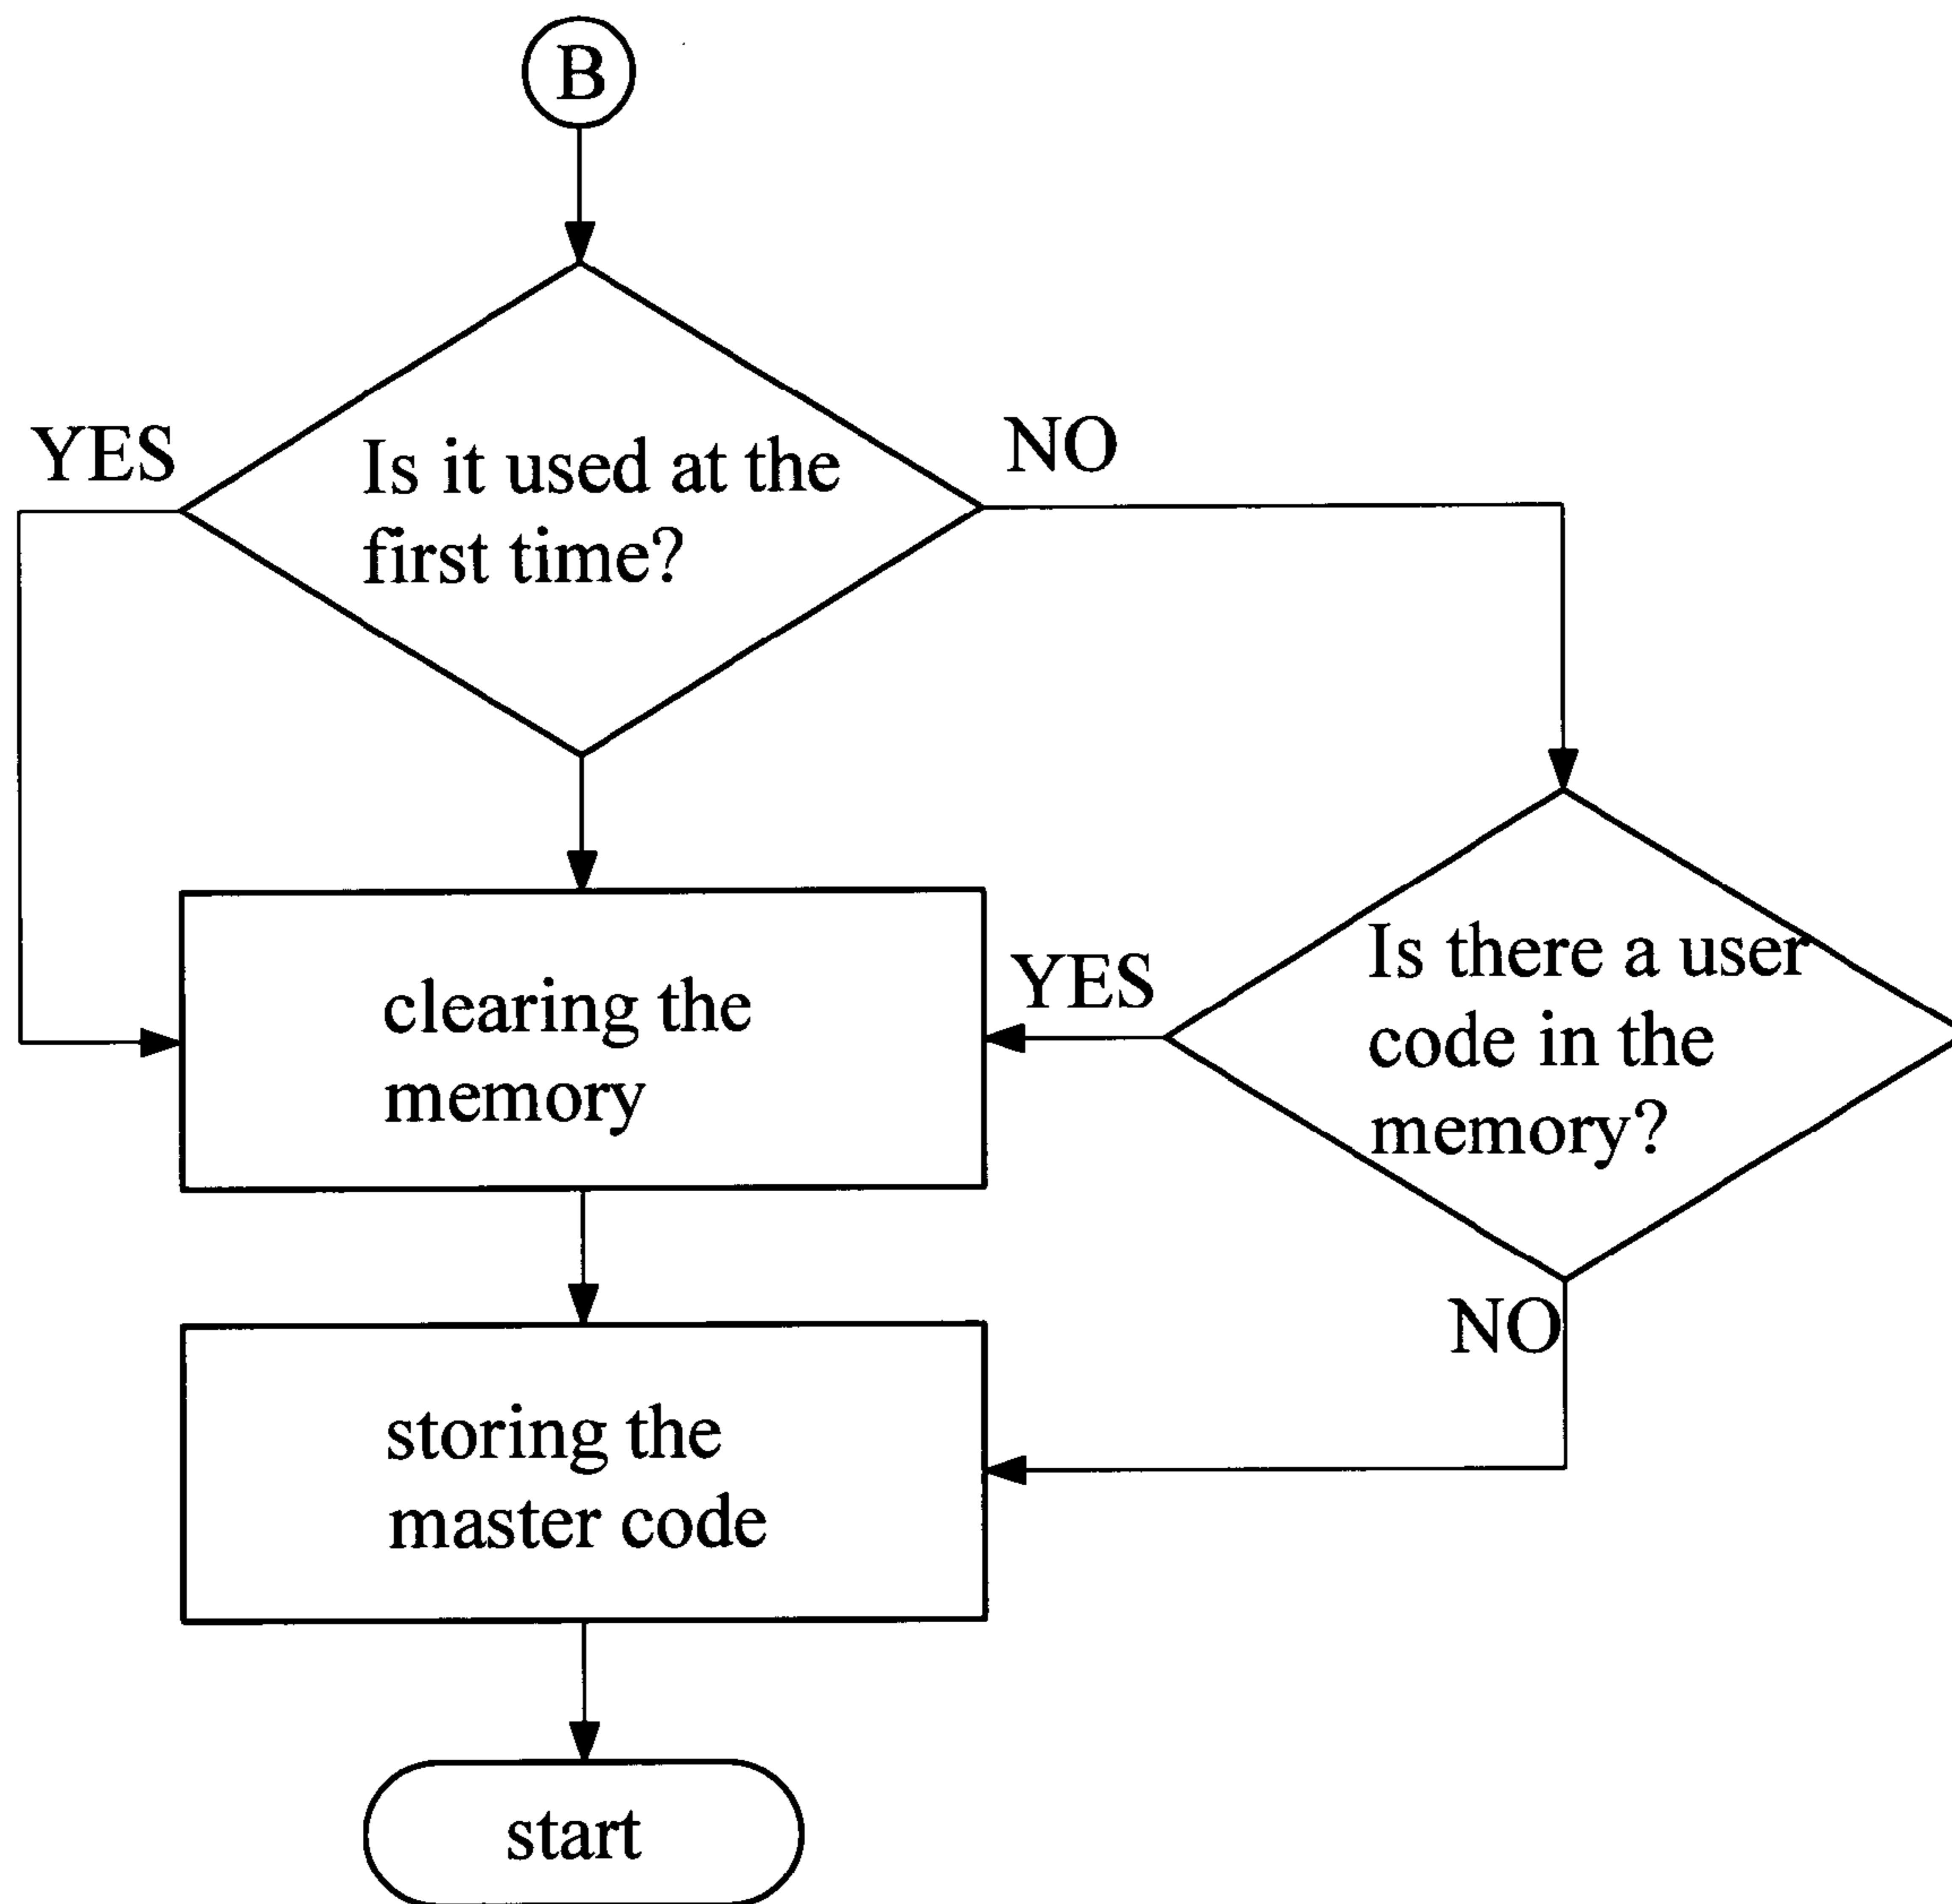 B
YES
Is it used at the
first time?
NO
clearing the
memory
YES
Is there a user
code in the
memory?
NO
storing the
master code
start